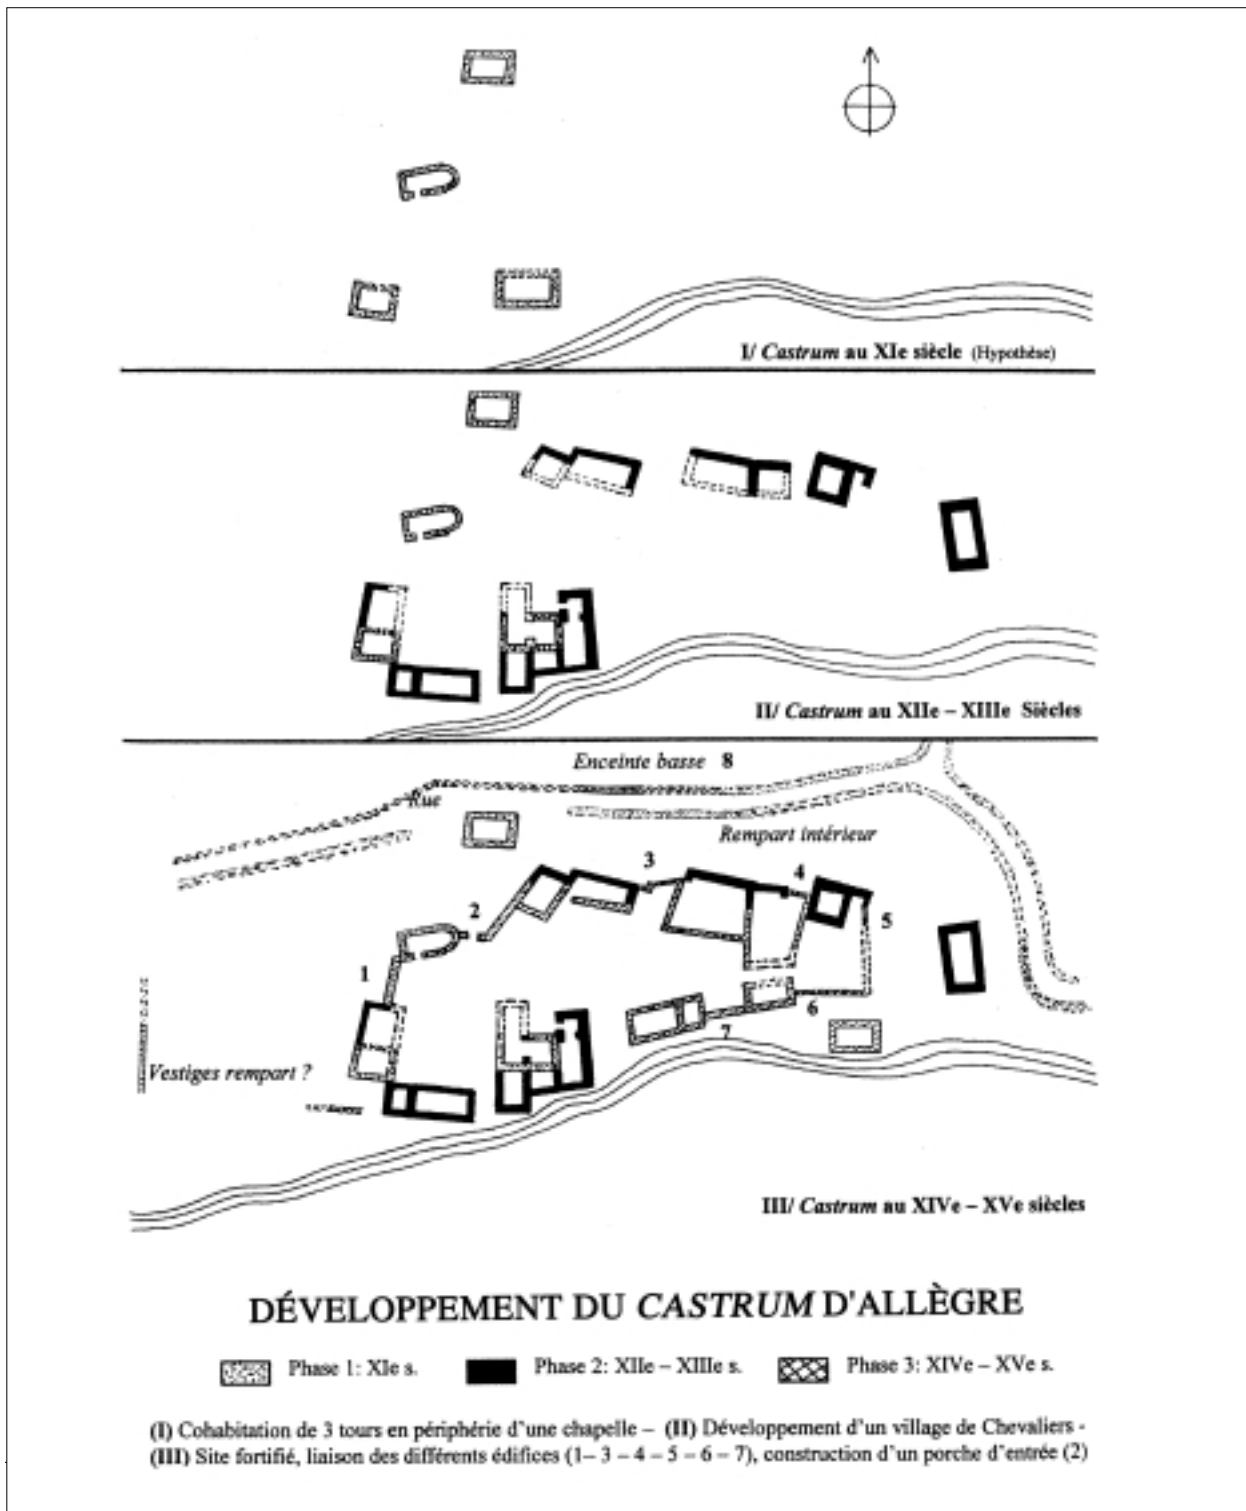 I/ Castrum au XIe siècle (Hypothèse)
II/ Castrum au XIIe – XIIIe Siècles
Enceinte basse 8
Rue
Rempart intérieur
3
4
2
5
1
6
7
Vestiges rempart ?
III/ Castrum au XIVe – XVe siècles
DÉVELOPPEMENT DU CASTRUM D'ALLÈGRE
Phase 1: XIe s. Phase 2: XIIe – XIIIe s. Phase 3: XIVe – XVe s.
(I) Cohabitation de 3 tours en périphérie d'une chapelle – (II) Développement d'un village de Chevaliers -
(III) Site fortifié, liaison des différents édifices (1– 3 – 4 – 5 – 6 – 7), construction d'un porche d'entrée (2)